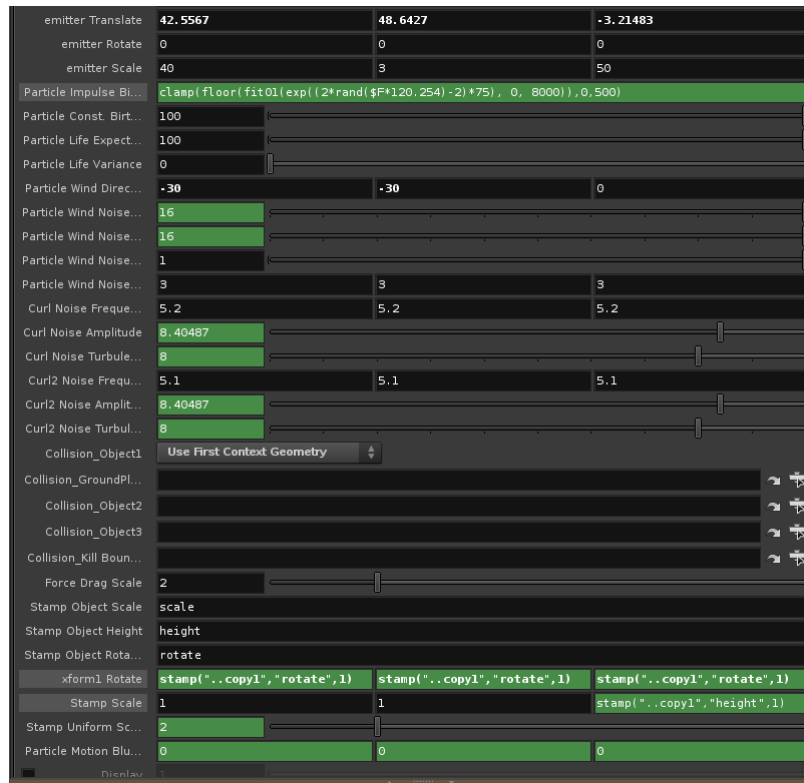 emitter Translate 42.5567 48.6427 -3.21483
emitter Rotate 0 0 0
emitter Scale 40 3 50
Particle Impulse Bi... clamp(floor(fit01(exp((2*rand($F*120.254)-2)*75), 0, 8000)),0,500)
Particle Const. Birt... 100
Particle Life Expect... 100
Particle Life Variance 0
Particle Wind Direc... -30 -30 0
Particle Wind Noise... 16
Particle Wind Noise... 16
Particle Wind Noise... 1
Particle Wind Noise... 3 3 3
Curl Noise Freque... 5.2 5.2 5.2
Curl Noise Amplitude 8.40487
Curl Noise Turbule... 8
Curl2 Noise Frequ... 5.1 5.1 5.1
Curl2 Noise Amplit... 8.40487
Curl2 Noise Turbul... 8
Collision_Object1 Use First Context Geometry
Collision_GroundPl...
Collision_Object2
Collision_Object3
Collision_Kill Boun...
Force Drag Scale 2
Stamp Object Scale scale
Stamp Object Height height
Stamp Object Rota... rotate
xform1 Rotate stamp("..copy1","rotate",1) stamp("..copy1","rotate",1) stamp("..copy1","rotate",1)
Stamp Scale 1 1 stamp("..copy1","height",1)
Stamp Uniform Sc... 2
Particle Motion Blu... 0 0 0
Display 1